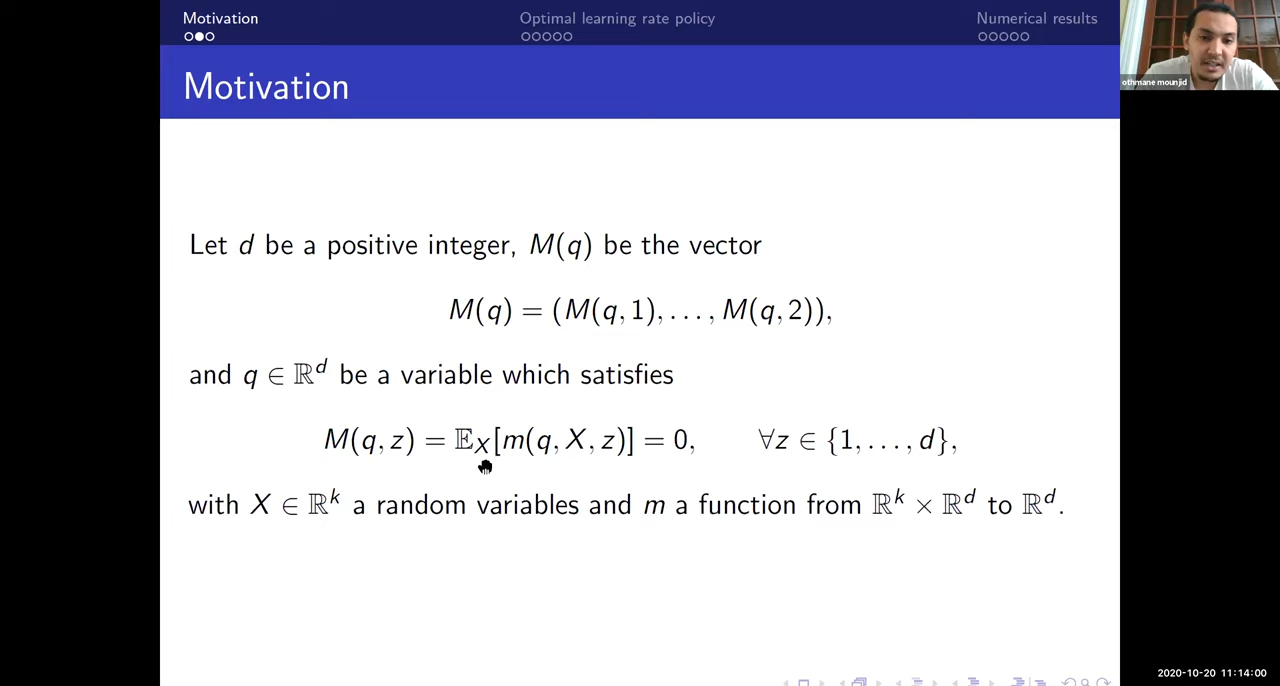 Motivation
Optimal learning rate policy
Numerical results
Motivation
othmane mounjid
Let d be a positive integer, M(q) be the vector
M(q) = (M(q, 1), . . . , M(q, 2)),
and q ∈ ℝ^d be a variable which satisfies
M(q, z) = 𝔼_X[m(q, X, z)] = 0, ∀z ∈ {1, . . . , d},
with X ∈ ℝ^k a random variables and m a function from ℝ^k × ℝ^d to ℝ^d.
2020-10-20 11:14:00